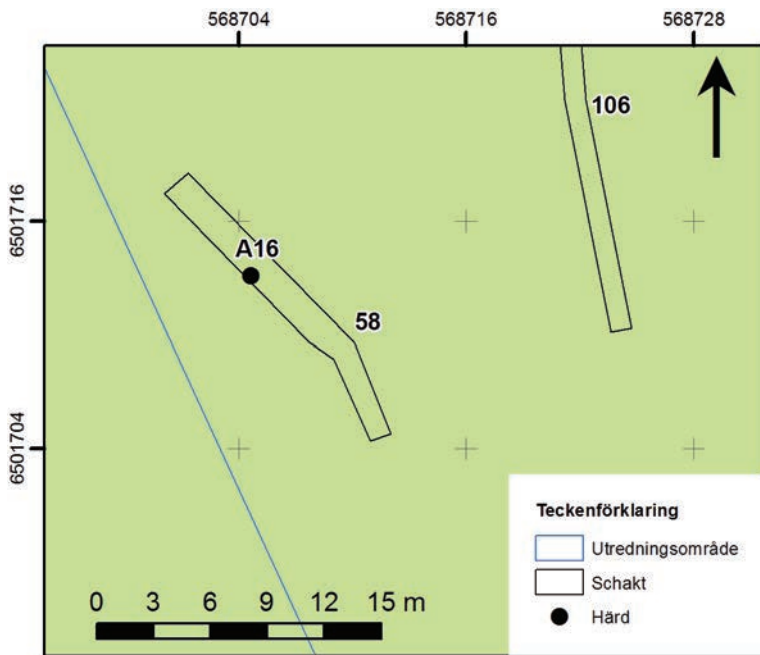 568704 568716 568728
106
6501716
A16
58
6501704
Teckenförklaring
Utredningsområde
Schakt
Härd
0 3 6 9 12 15 m